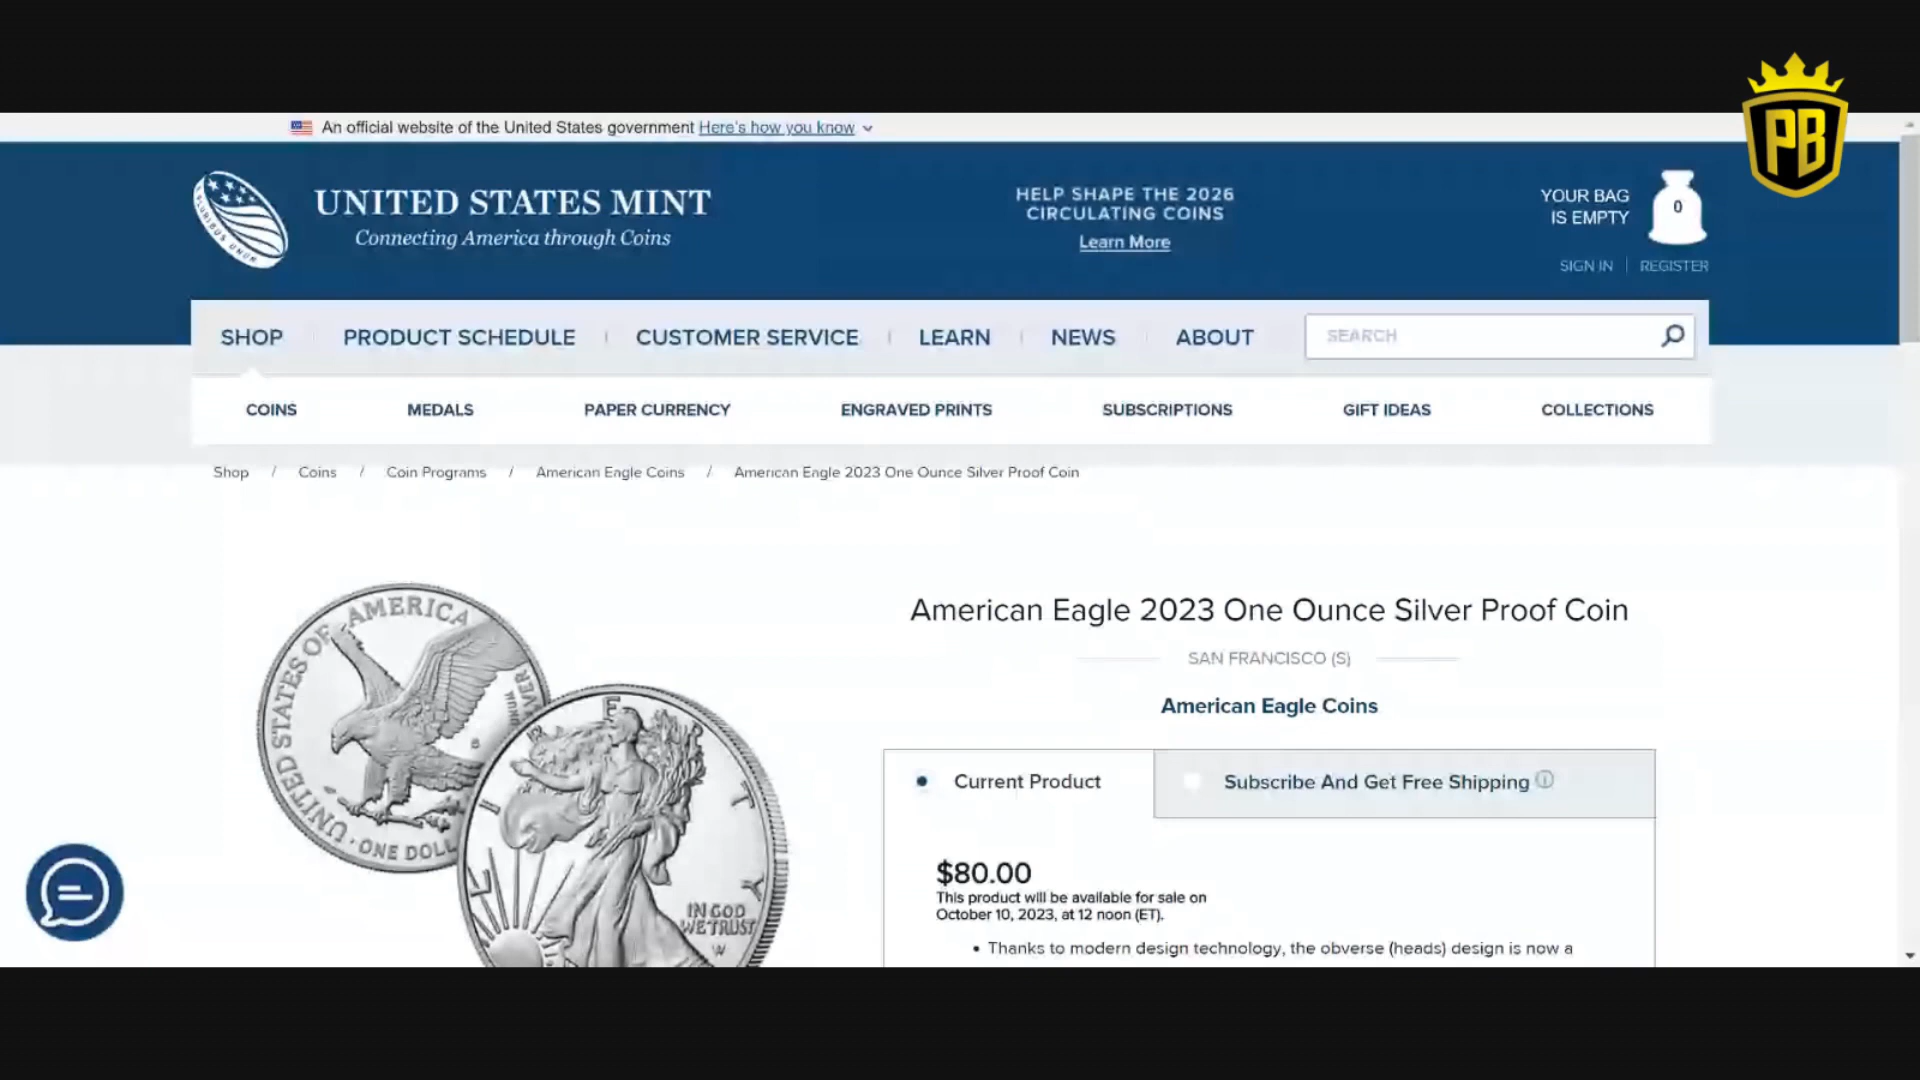 PB
An official website of the United States government Here's how you know
UNITED STATES MINT
Connecting America through Coins
PLURIBUS UNUM
HELP SHAPE THE 2026
CIRCULATING COINS
Learn More
YOUR BAG
IS EMPTY
0
SIGN IN | REGISTER
SHOP
PRODUCT SCHEDULE
CUSTOMER SERVICE
LEARN
NEWS
ABOUT
SEARCH
COINS
MEDALS
PAPER CURRENCY
ENGRAVED PRINTS
SUBSCRIPTIONS
GIFT IDEAS
COLLECTIONS
Shop / Coins / Coin Programs / American Eagle Coins / American Eagle 2023 One Ounce Silver Proof Coin
UNITED STATES OF AMERICA
· ONE DOLL
UNUM
S
LIBERTY
IN GOD
WE TRUST
American Eagle 2023 One Ounce Silver Proof Coin
SAN FRANCISCO (S)
American Eagle Coins
Current Product
Subscribe And Get Free Shipping
$80.00
This product will be available for sale on
October 10, 2023, at 12 noon (ET).
• Thanks to modern design technology, the obverse (heads) design is now a